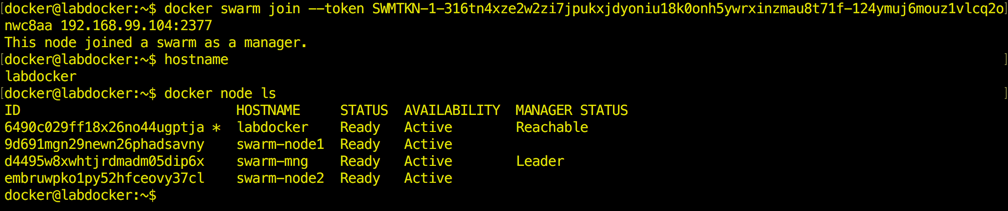 [docker@labdocker:~$ docker swarm join --token SWMTKN-1-316tn4xze2w2zi7jpukxjdyoniu18k0onh5ywrxinzmau8t71f-124ymuj6mouz1vlcq2o]
nwc8aa 192.168.99.104:2377
This node joined a swarm as a manager.
[docker@labdocker:~$ hostname ]
labdocker
[docker@labdocker:~$ docker node ls ]
ID HOSTNAME STATUS AVAILABILITY MANAGER STATUS
6490c029ff18x26no44ugptja * labdocker Ready Active Reachable
9d691mgn29newn26phadsavny swarm-node1 Ready Active
d4495w8xwhtjrdmadm05dip6x swarm-mng Ready Active Leader
embruwpko1py52hfceovy37cl swarm-node2 Ready Active
docker@labdocker:~$